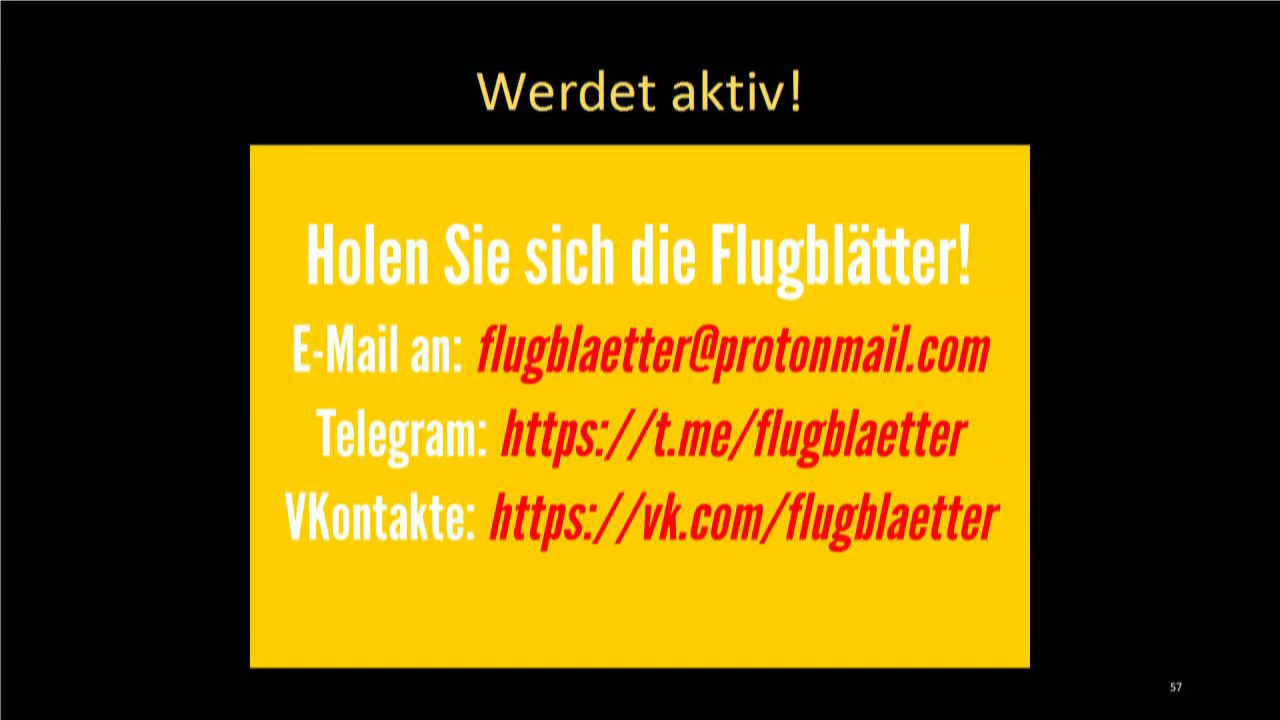 Werdet aktiv!
Holen Sie sich die Flugblätter!
E-Mail an: flugblaetter@protonmail.com
Telegram: https://t.me/flugblaetter
VKontakte: https://vk.com/flugblaetter
57